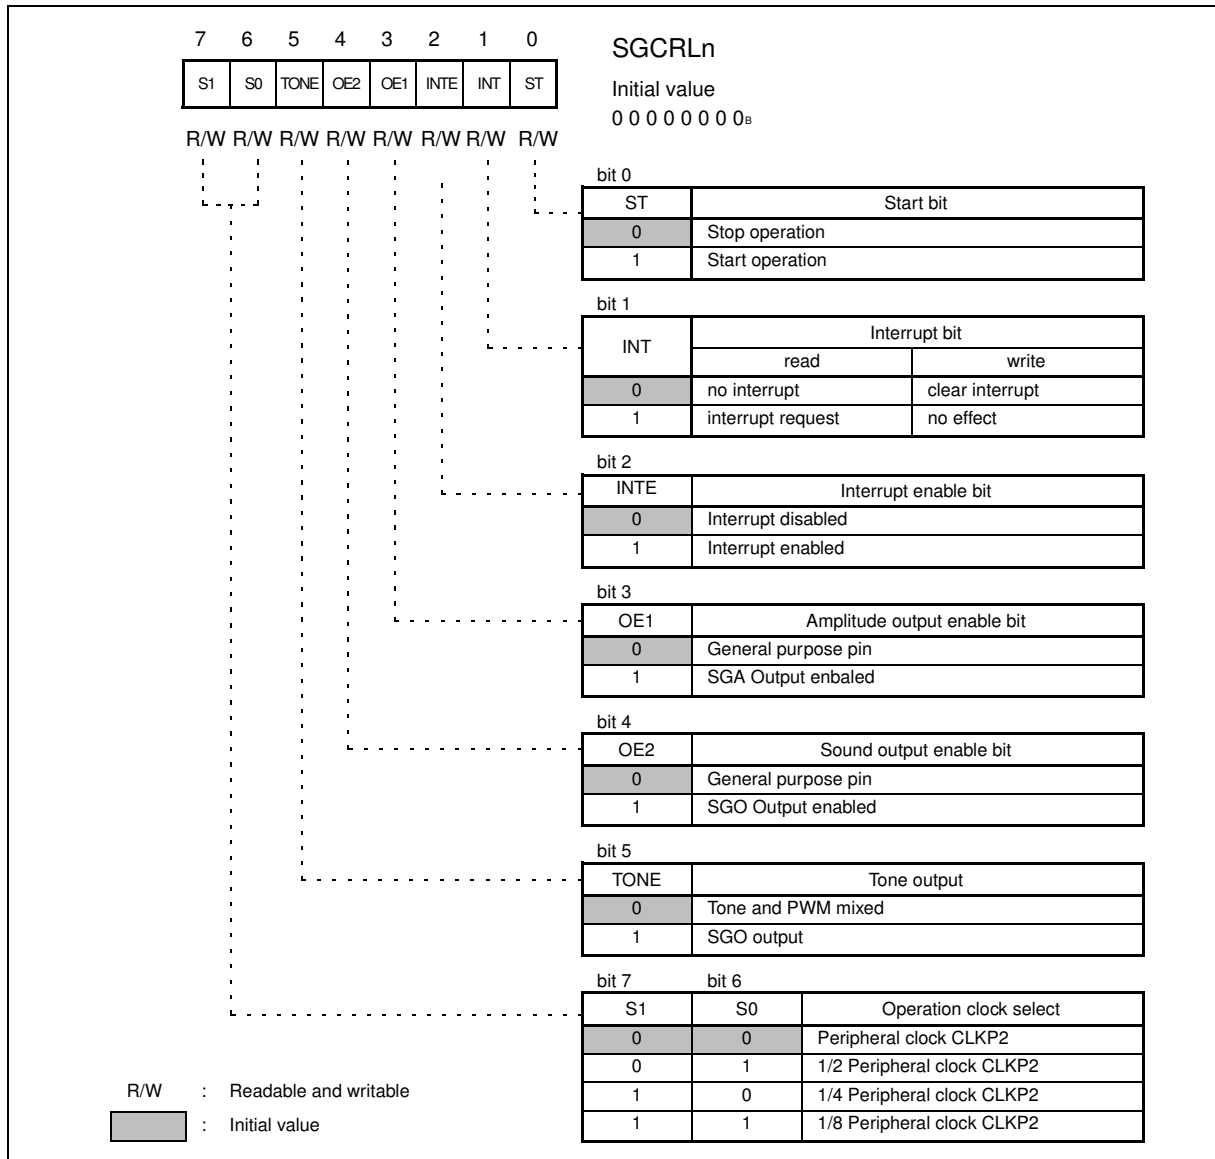 7 6 5 4 3 2 1 0
SGCRLn
S1 S0 TONE OE2 OE1 INTE INT ST
Initial value
0 0 0 0 0 0 0 0B
R/W R/W R/W R/W R/W R/W R/W R/W
bit 0
ST Start bit
0 Stop operation
1 Start operation
bit 1
INT Interrupt bit
read write
0 no interrupt clear interrupt
1 interrupt request no effect
bit 2
INTE Interrupt enable bit
0 Interrupt disabled
1 Interrupt enabled
bit 3
OE1 Amplitude output enable bit
0 General purpose pin
1 SGA Output enbaled
bit 4
OE2 Sound output enable bit
0 General purpose pin
1 SGO Output enabled
bit 5
TONE Tone output
0 Tone and PWM mixed
1 SGO output
bit 7 bit 6
S1 S0 Operation clock select
0 0 Peripheral clock CLKP2
0 1 1/2 Peripheral clock CLKP2
1 0 1/4 Peripheral clock CLKP2
1 1 1/8 Peripheral clock CLKP2
R/W : Readable and writable
: Initial value